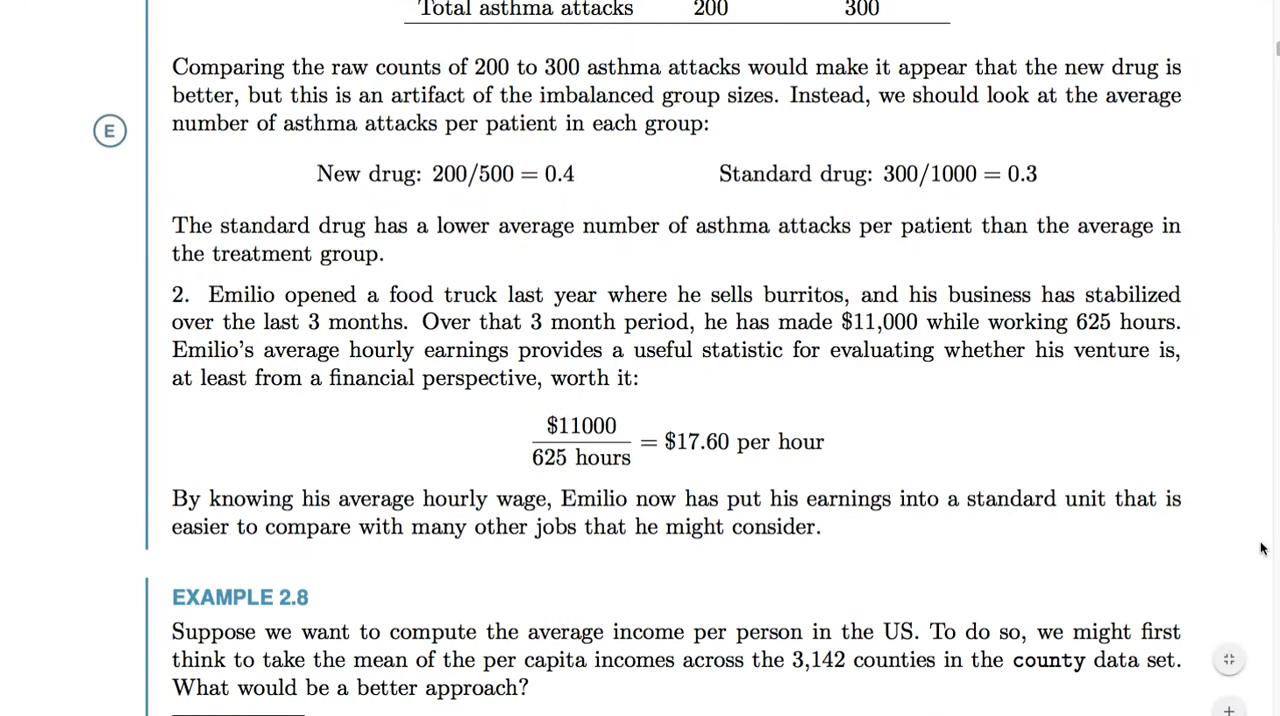 Total asthma attacks 200 300
Comparing the raw counts of 200 to 300 asthma attacks would make it appear that the new drug is
better, but this is an artifact of the imbalanced group sizes. Instead, we should look at the average
number of asthma attacks per patient in each group:
E
New drug: 200/500 = 0.4 Standard drug: 300/1000 = 0.3
The standard drug has a lower average number of asthma attacks per patient than the average in
the treatment group.
2. Emilio opened a food truck last year where he sells burritos, and his business has stabilized
over the last 3 months. Over that 3 month period, he has made $11,000 while working 625 hours.
Emilio's average hourly earnings provides a useful statistic for evaluating whether his venture is,
at least from a financial perspective, worth it:
$11000
625 hours
= $17.60 per hour
By knowing his average hourly wage, Emilio now has put his earnings into a standard unit that is
easier to compare with many other jobs that he might consider.
EXAMPLE 2.8
Suppose we want to compute the average income per person in the US. To do so, we might first
think to take the mean of the per capita incomes across the 3,142 counties in the county data set.
What would be a better approach?